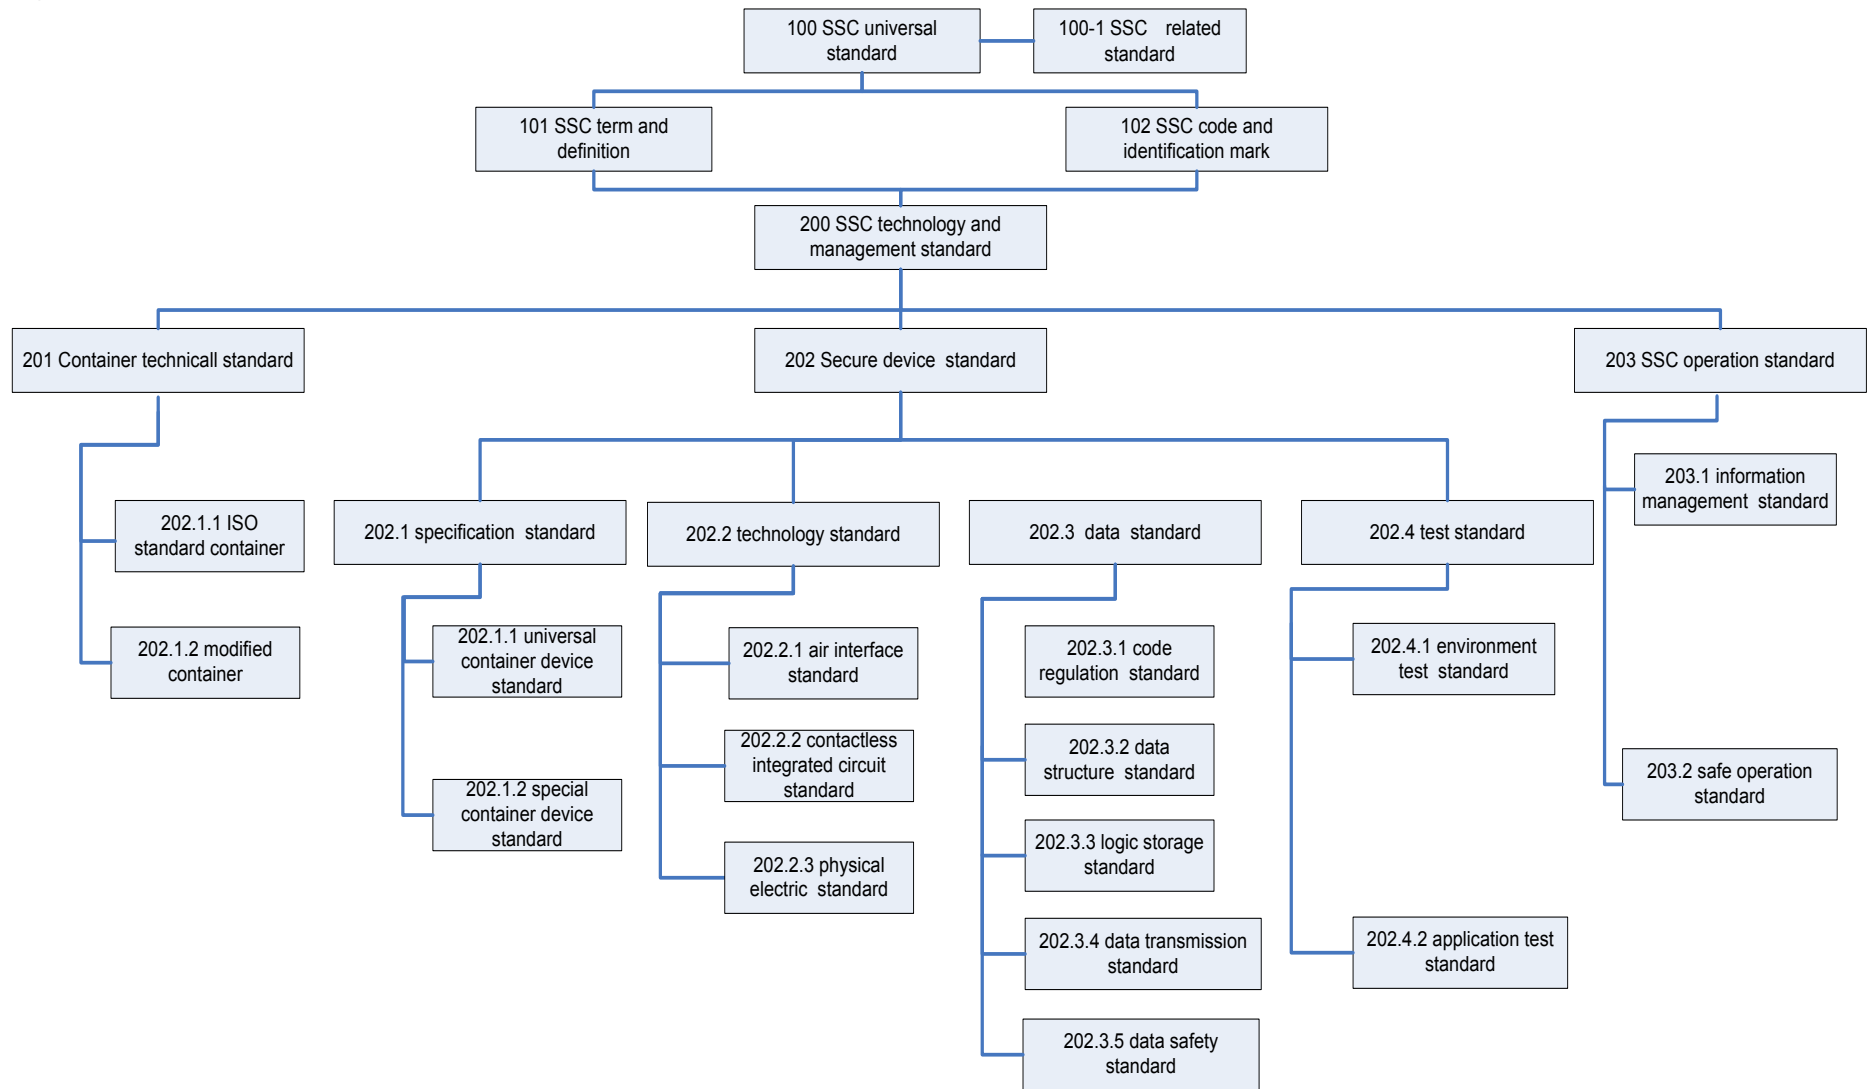 100 SSC universal
standard
100-1 SSC related
standard
101 SSC term and
definition
102 SSC code and
identification mark
200 SSC technology and
management standard
201 Container technicall standard
202 Secure device standard
203 SSC operation standard
202.1.1 ISO
standard container
202.1.2 modified
container
202.1 specification standard
202.1.1 universal
container device
standard
202.1.2 special
container device
standard
202.2 technology standard
202.2.1 air interface
standard
202.2.2 contactless
integrated circuit
standard
202.2.3 physical
electric standard
202.3 data standard
202.3.1 code
regulation standard
202.3.2 data
structure standard
202.3.3 logic storage
standard
202.3.4 data transmission
standard
202.3.5 data safety
standard
202.4 test standard
202.4.1 environment
test standard
202.4.2 application test
standard
203.1 information
management standard
203.2 safe operation
standard